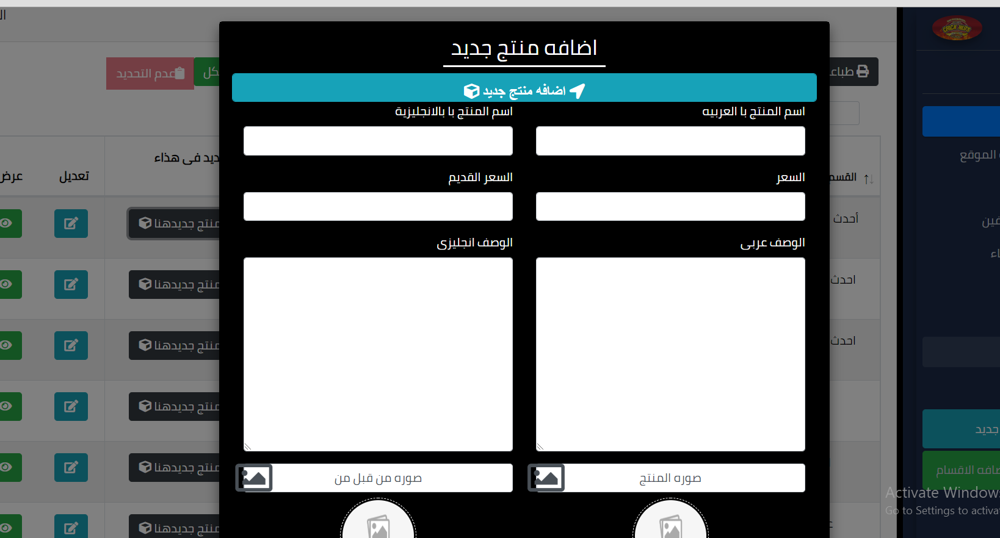 اضافه منتج جديد
اضافه منتج جديد
اسم المنتج با العربيه
اسم المنتج با بالانجليزية
السعر
السعر القديم
الوصف عربى
الوصف انجليزى
صوره المنتج
صوره من قبل من
عدم التحديد
القسم
ديد فى هذاء
تعديل
عرض
أحدث
منتج جديدهنا
احدث
منتج جديدهنا
احدث
منتج جديدهنا
منتج جديدهنا
منتج جديدهنا
منتج جديدهنا
CRICK NUTS
الموقع
جديد
الاقسام
Activate Windows
Go to Settings to activa